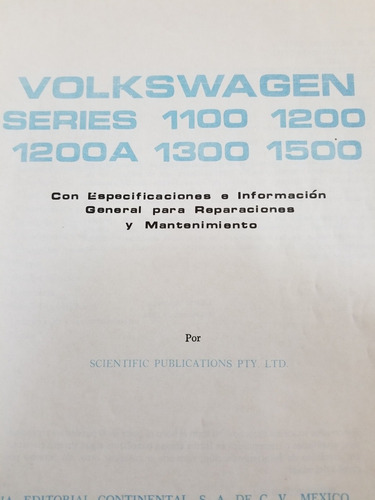 VOLKSWAGEN
SERIES 1100 1200
1200A 1300 1500
Con Especificaciones e Información
General para Reparaciones
y Mantenimiento
Por
SCIENTIFIC PUBLICATIONS PTY. LTD.
EDITORIAL CONTINENTAL, S. A. DE C. V., MEXICO